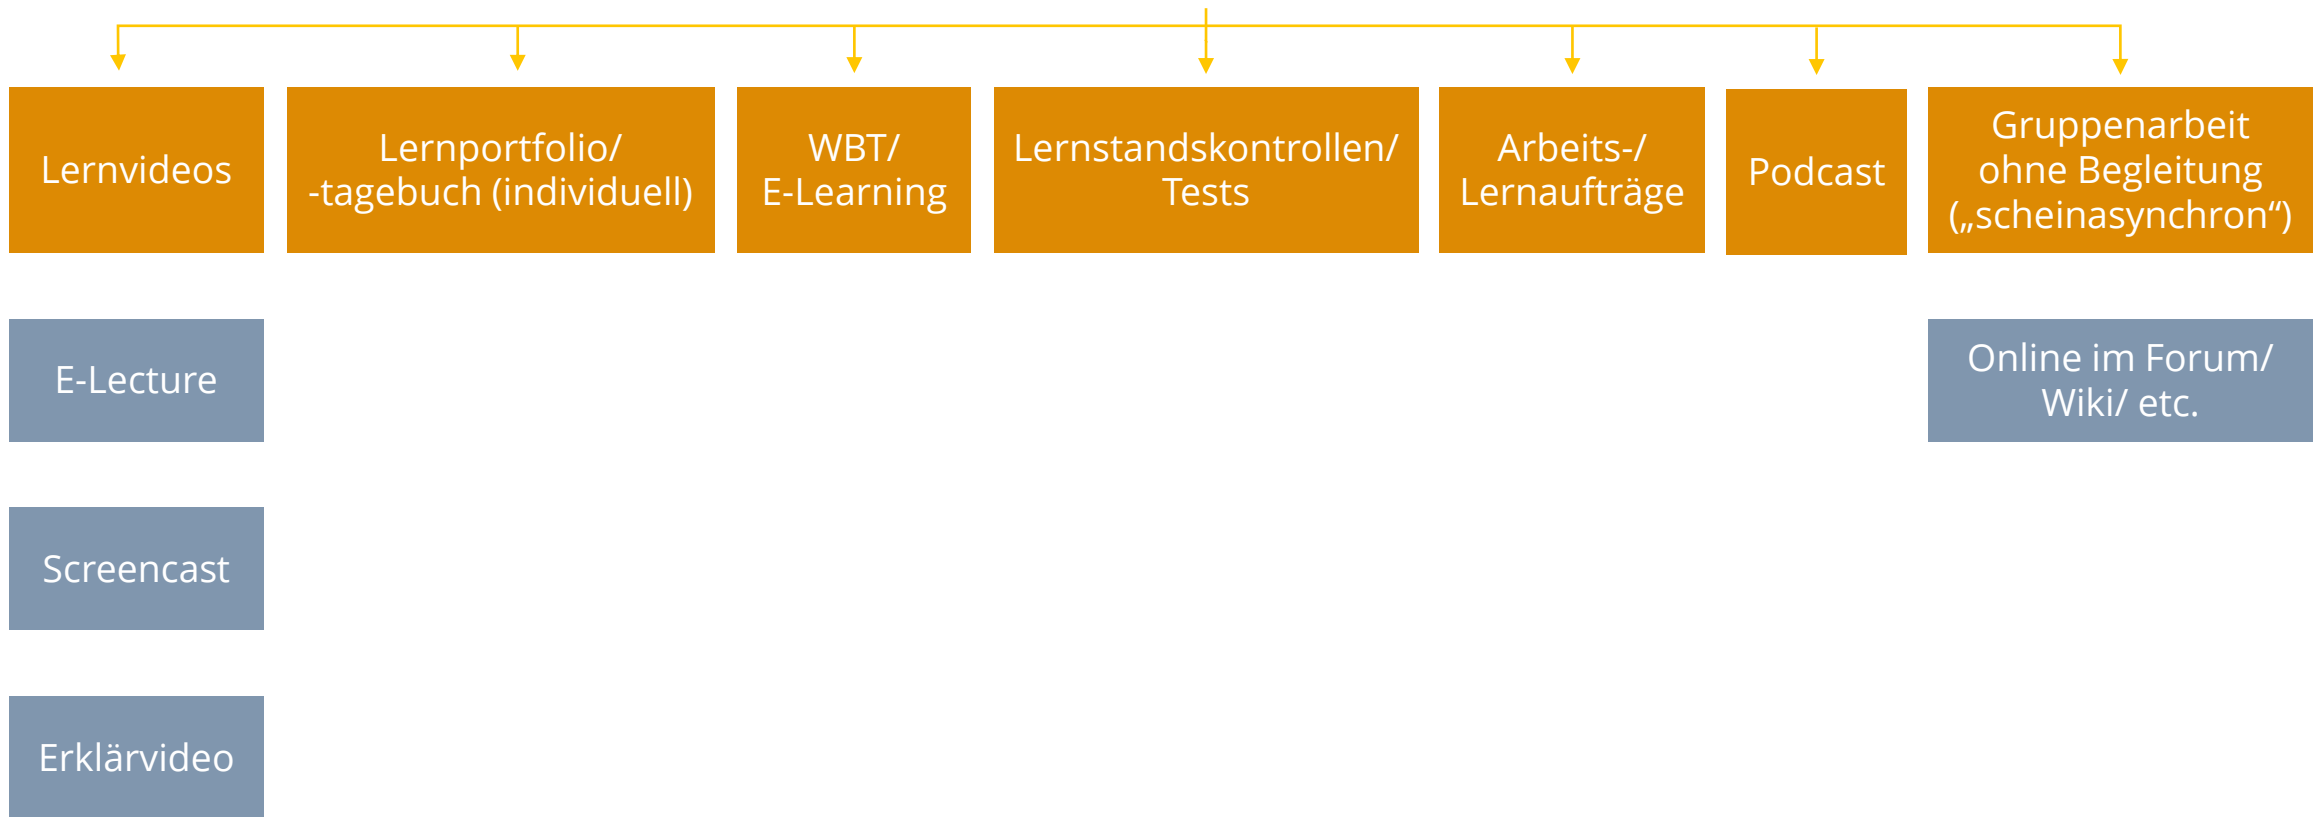 Lernvideos
Lernportfolio/
-tagebuch (individuell)
WBT/
E-Learning
Lernstandskontrollen/
Tests
Arbeits-/
Lernaufträge
Podcast
Gruppenarbeit
ohne Begleitung
(„scheinasynchron“)
E-Lecture
Online im Forum/
Wiki/ etc.
Screencast
Erklärvideo